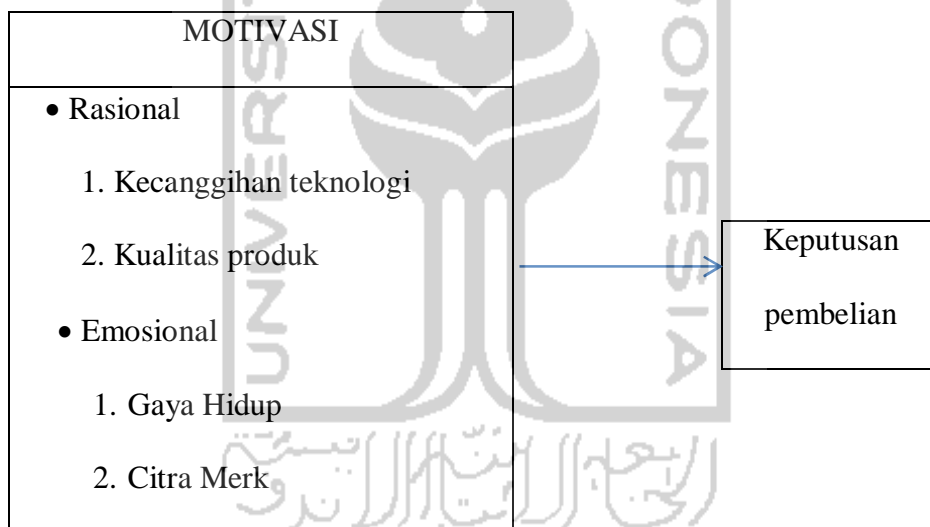 MOTIVASI
• Rasional
1. Kecanggihan teknologi
2. Kualitas produk
• Emosional
1. Gaya Hidup
2. Citra Merk
Keputusan
pembelian